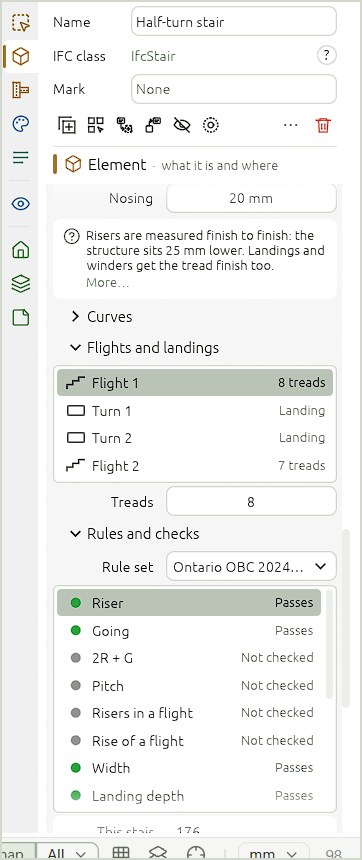 Name Half-turn stair
IFC class IfcStair ?
Mark None
Element · what it is and where
Nosing 20 mm
? Risers are measured finish to finish: the
structure sits 25 mm lower. Landings and
winders get the tread finish too.
More...
Curves
Flights and landings
Flight 1 8 treads
Turn 1 Landing
Turn 2 Landing
Flight 2 7 treads
Treads 8
Rules and checks
Rule set Ontario OBC 2024...
Riser Passes
Going Passes
2R + G Not checked
Pitch Not checked
Risers in a flight Not checked
Rise of a flight Not checked
Width Passes
Landing depth Passes
This stair 176
All mm 98